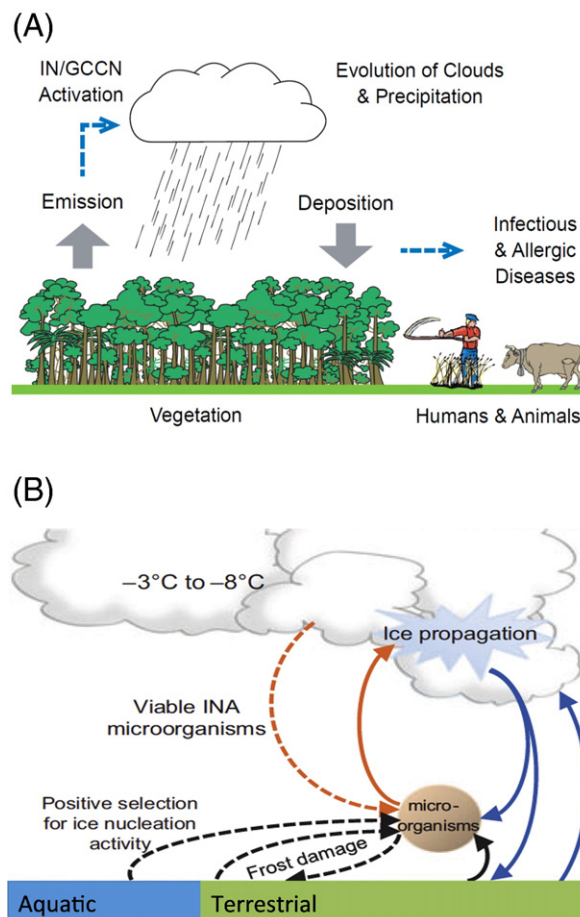 (A)
IN/GCCN
Activation
Evolution of Clouds
& Precipitation
Emission
Deposition
Infectious
& Allergic
Diseases
Vegetation
Humans & Animals
(B)
–3°C to –8°C
Ice propagation
Viable INA
microorganisms
Positive selection
for ice nucleation
activity
micro-
organisms
Frost damage
Aquatic
Terrestrial